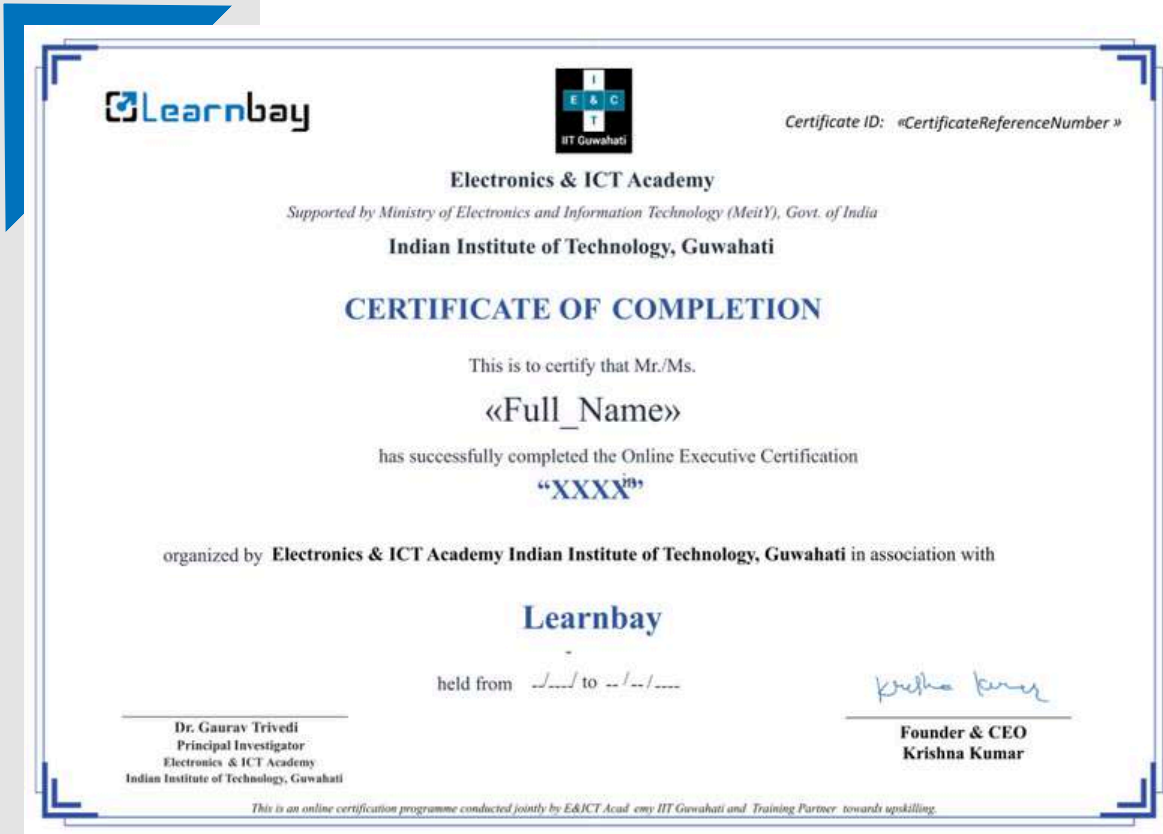 Learnbay
I
E & C
T
IIT Guwahati
Certificate ID: «CertificateReferenceNumber »
Electronics & ICT Academy
Supported by Ministry of Electronics and Information Technology (MeitY), Govt. of India
Indian Institute of Technology, Guwahati
CERTIFICATE OF COMPLETION
This is to certify that Mr./Ms.
«Full_Name»
has successfully completed the Online Executive Certification
in
“XXXX”
organized by Electronics & ICT Academy Indian Institute of Technology, Guwahati in association with
Learnbay
-
held from --/---/ to -- /-- /----
Krishna Kumar
Dr. Gaurav Trivedi
Principal Investigator
Electronics & ICT Academy
Indian Institute of Technology, Guwahati
Founder & CEO
Krishna Kumar
This is an online certification programme conducted jointly by E&ICT Acad emy IIT Guwahati and Training Partner towards upskilling.